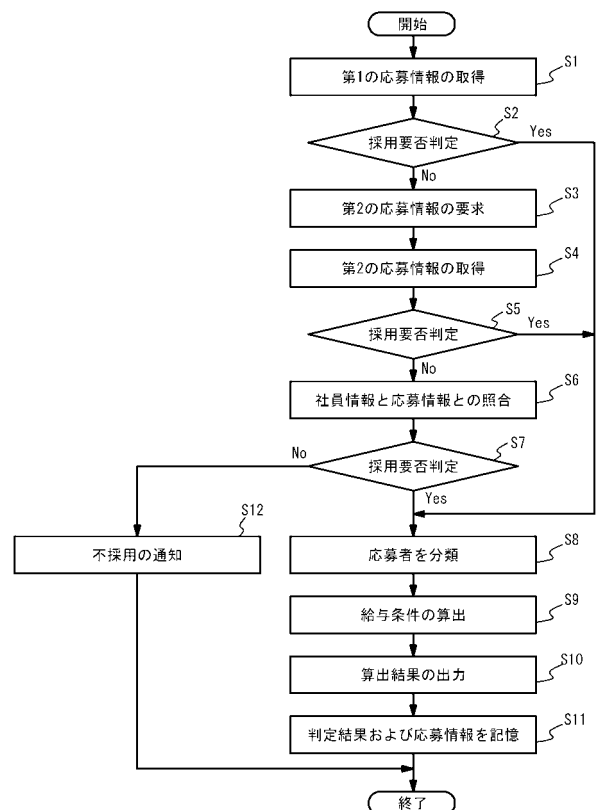 開始
第1の応募情報の取得
S1
採用要否判定
S2
Yes
No
第2の応募情報の要求
S3
第2の応募情報の取得
S4
採用要否判定
S5
Yes
No
社員情報と応募情報との照合
S6
採用要否判定
S7
No
Yes
不採用の通知
S12
応募者を分類
S8
給与条件の算出
S9
算出結果の出力
S10
判定結果および応募情報を記憶
S11
終了